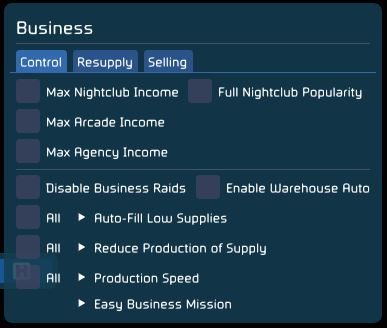 Business
Control Resupply Selling
Max Nightclub Income Full Nightclub Popularity
Max Arcade Income
Max Agency Income
Disable Business Raids Enable Warehouse Auto
All ▶ Auto-Fill Low Supplies
All ▶ Reduce Production of Supply
All ▶ Production Speed
▶ Easy Business Mission